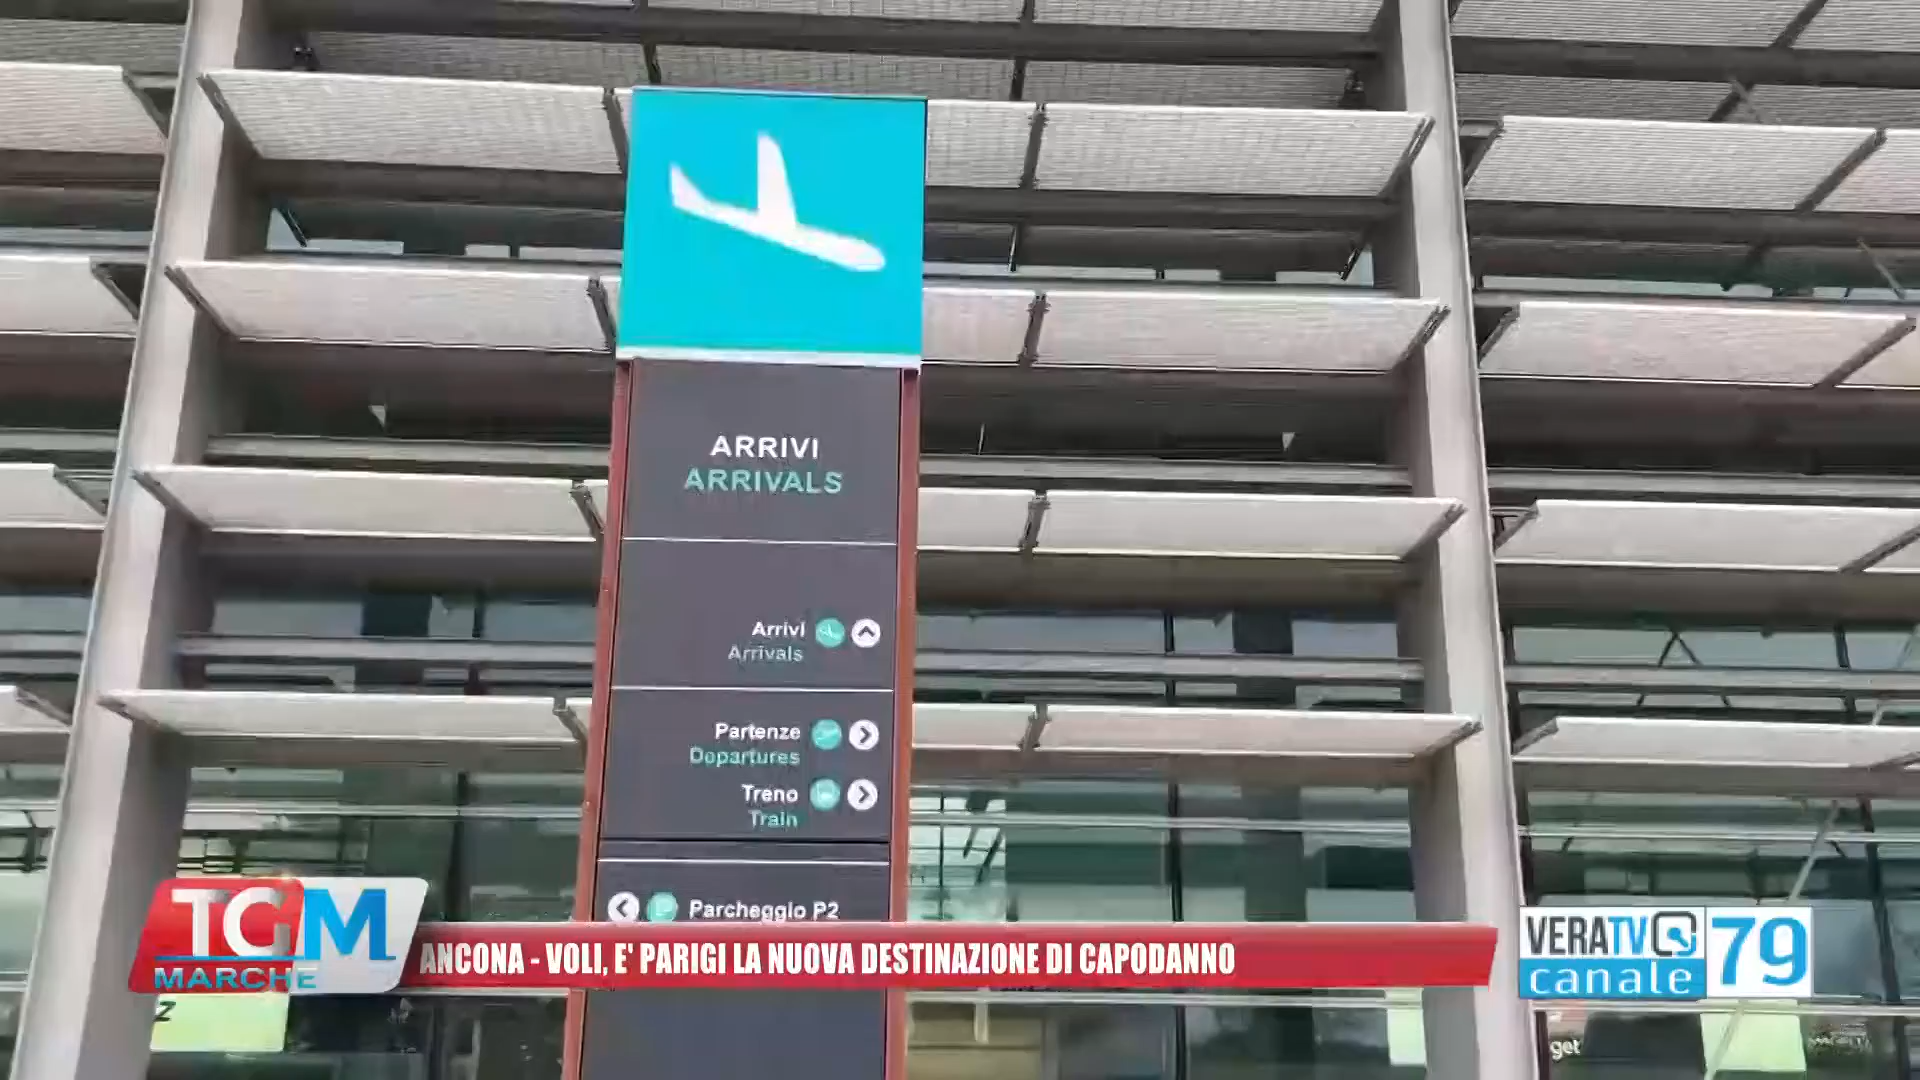 ARRIVI
ARRIVALS
Arrivi
Arrivals
Partenze
Departures
Treno
Train
Parcheggio P2
TGM
MARCHE
ANCONA - VOLI, E' PARIGI LA NUOVA DESTINAZIONE DI CAPODANNO
VERATV
canale
79
Z
get